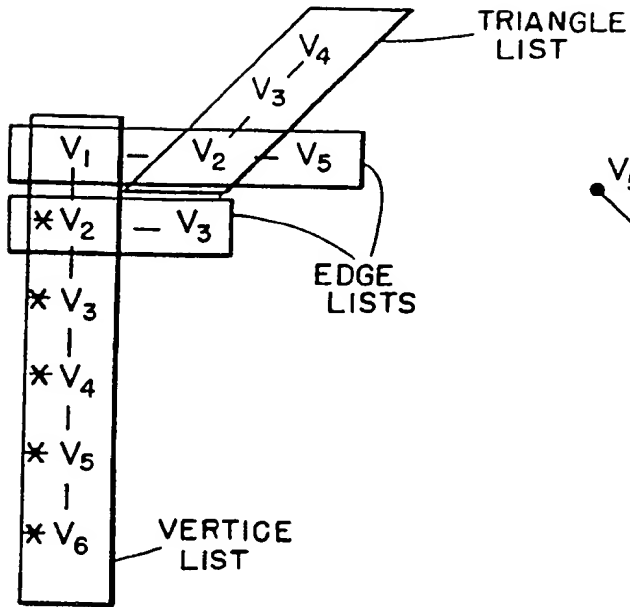 TRIANGLE
LIST
V4
V3
V1 - V2 - V5
* V2 - V3
* V3
* V4
* V5
* V6
EDGE
LISTS
VERTICE
LIST